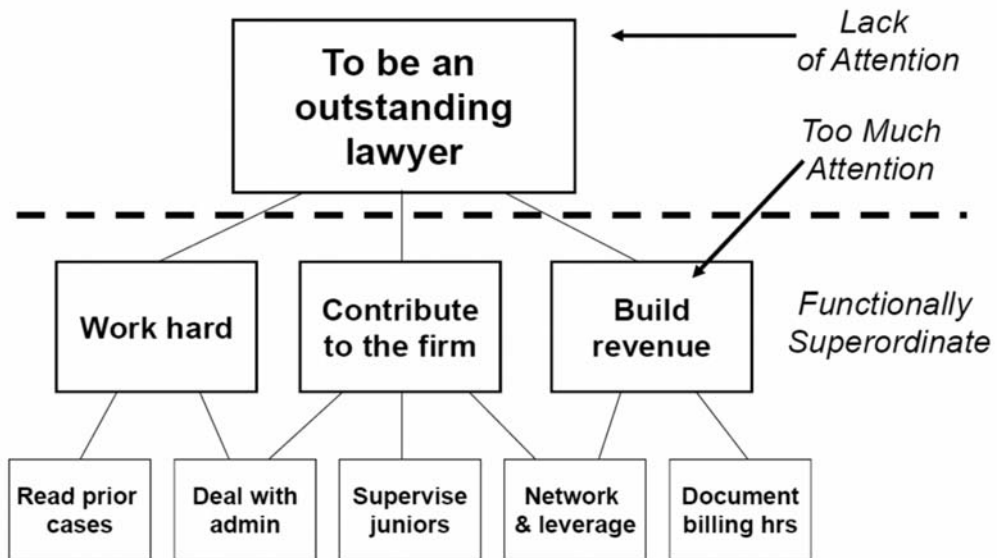 To be an
outstanding
lawyer
Lack
of Attention
Too Much
Attention
Work hard
Contribute
to the firm
Build
revenue
Functionally
Superordinate
Read prior
cases
Deal with
admin
Supervise
juniors
Network
& leverage
Document
billing hrs